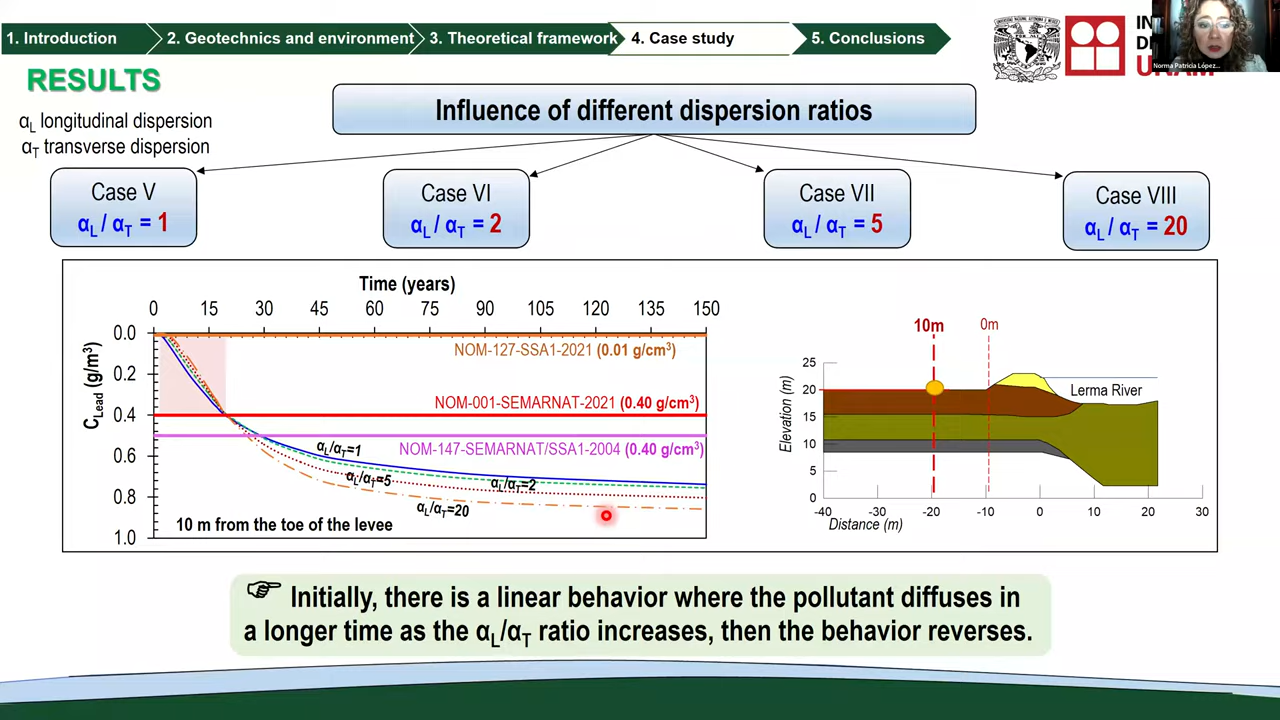 1. Introduction
2. Geotechnics and environment
3. Theoretical framework
4. Case study
5. Conclusions
Norma Patricia López...
RESULTS
αL longitudinal dispersion
αT transverse dispersion
Influence of different dispersion ratios
Case V
αL / αT = 1
Case VI
αL / αT = 2
Case VII
αL / αT = 5
Case VIII
αL / αT = 20
Time (years)
0 15 30 45 60 75 90 105 120 135 150
CLead (g/m³)
0.0
0.2
0.4
0.6
0.8
1.0
NOM-127-SSA1-2021 (0.01 g/cm³)
NOM-001-SEMARNAT-2021 (0.40 g/cm³)
NOM-147-SEMARNAT/SSA1-2004 (0.40 g/cm³)
αL/αT=1
αL/αT=5
αL/αT=2
αL/αT=20
10 m from the toe of the levee
10m
0m
Lerma River
Elevation (m)
25
20
15
10
5
0
-40 -30 -20 -10 0 10 20 30
Distance (m)
Initially, there is a linear behavior where the pollutant diffuses in
a longer time as the αL/αT ratio increases, then the behavior reverses.